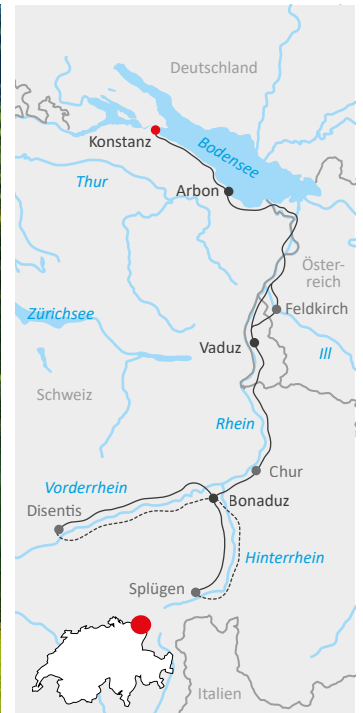 Deutschland
Konstanz
Bodensee
Thur
Arbon
Öster-
reich
Feldkirch
Zürichsee
Vaduz
Ill
Schweiz
Rhein
Chur
Vorderrhein
Bonaduz
Disentis
Hinterrhein
Splügen
Italien